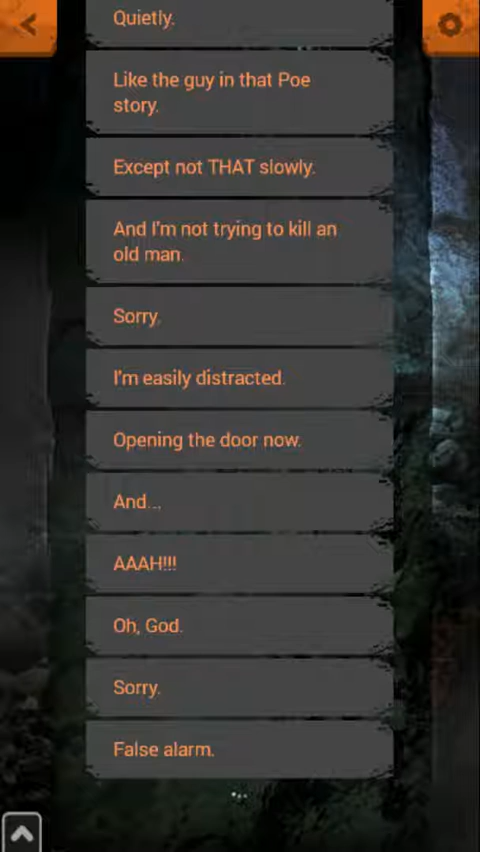 Quietly.
Like the guy in that Poe
story.
Except not THAT slowly.
And I'm not trying to kill an
old man.
Sorry.
I'm easily distracted.
Opening the door now.
And...
AAAH!!!
Oh, God.
Sorry.
False alarm.